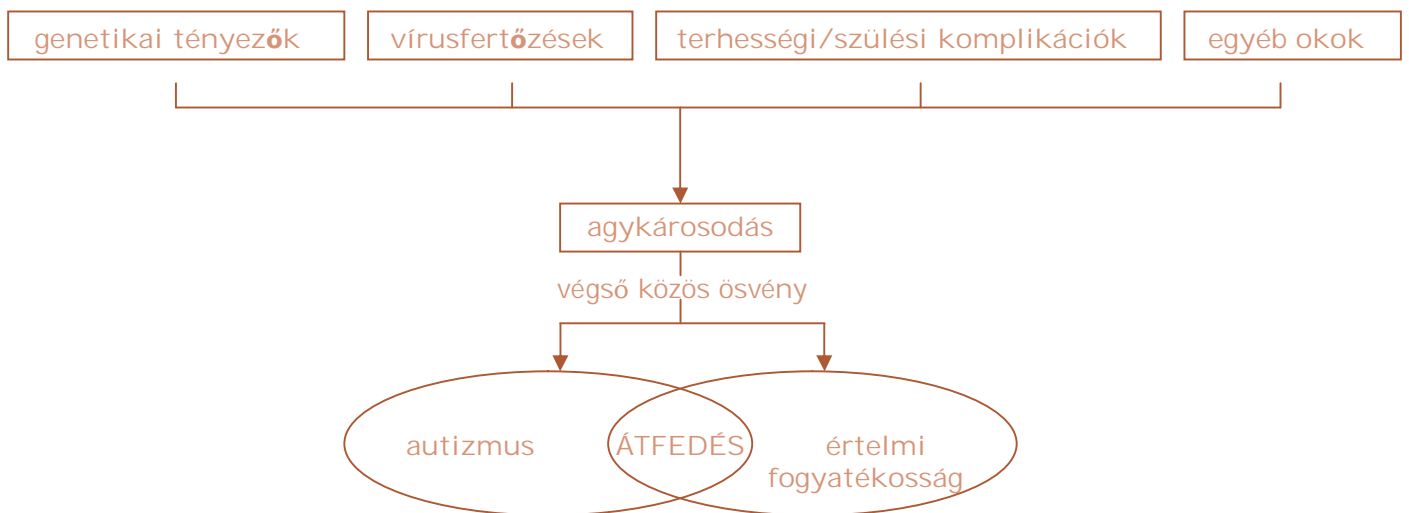 genetikai tényezők
vírusfertőzések
terhességi/szülési komplikációk
egyéb okok
agykárosodás
végső közös ösvény
autizmus
ÁTFEDÉS
értelmi
fogyatékosság